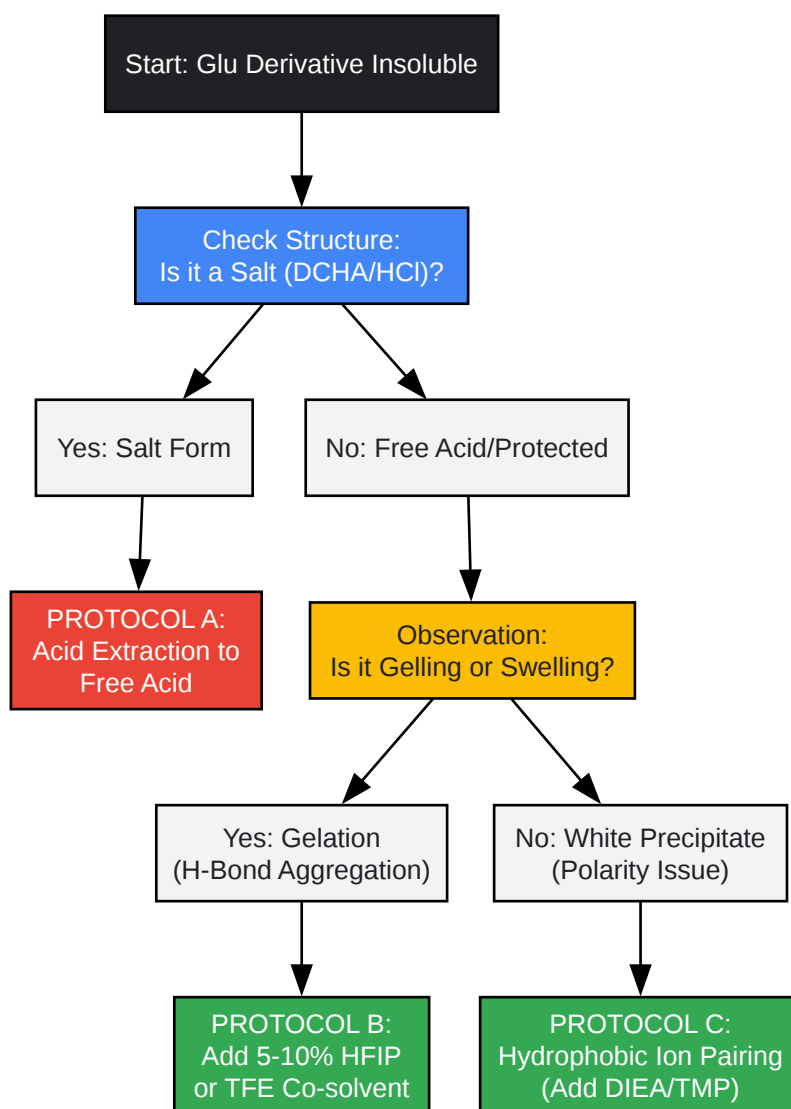 Start: Glu Derivative Insoluble
Check Structure:
Is it a Salt (DCHA/HCl)?
Yes: Salt Form
No: Free Acid/Protected
PROTOCOL A:
Acid Extraction to
Free Acid
Observation:
Is it Gelling or Swelling?
Yes: Gelation
(H-Bond Aggregation)
No: White Precipitate
(Polarity Issue)
PROTOCOL B:
Add 5-10% HFIP
or TFE Co-solvent
PROTOCOL C:
Hydrophobic Ion Pairing
(Add DIEA/TMP)